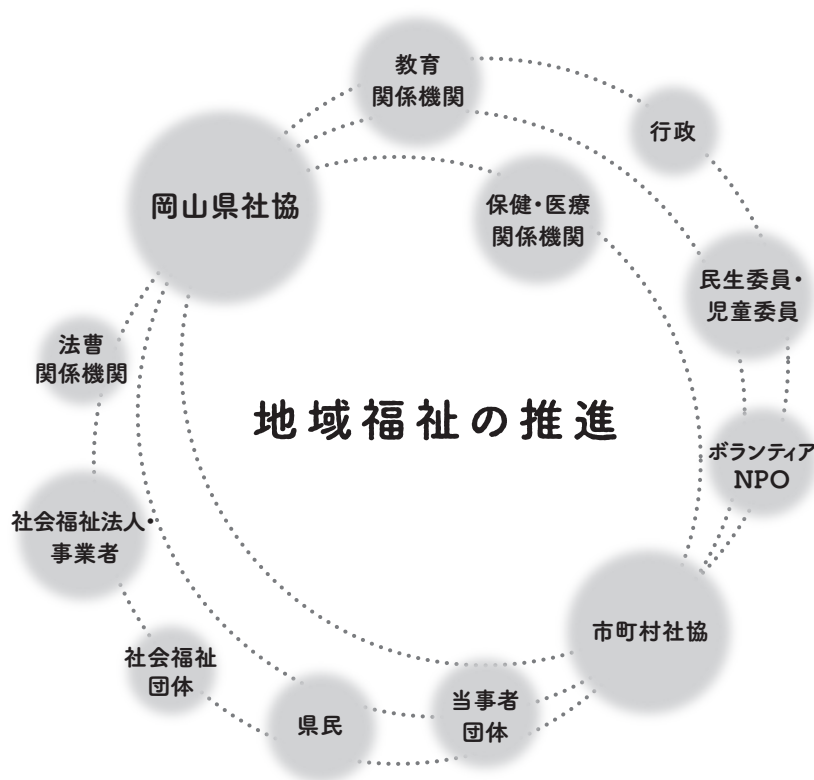 教育
関係機関
行政
岡山県社協
保健・医療
関係機関
民生委員・
児童委員
法曹
関係機関
地域福祉の推進
ボランティア
NPO
社会福祉法人・
事業者
市町村社協
社会福祉
団体
県民
当事者
団体